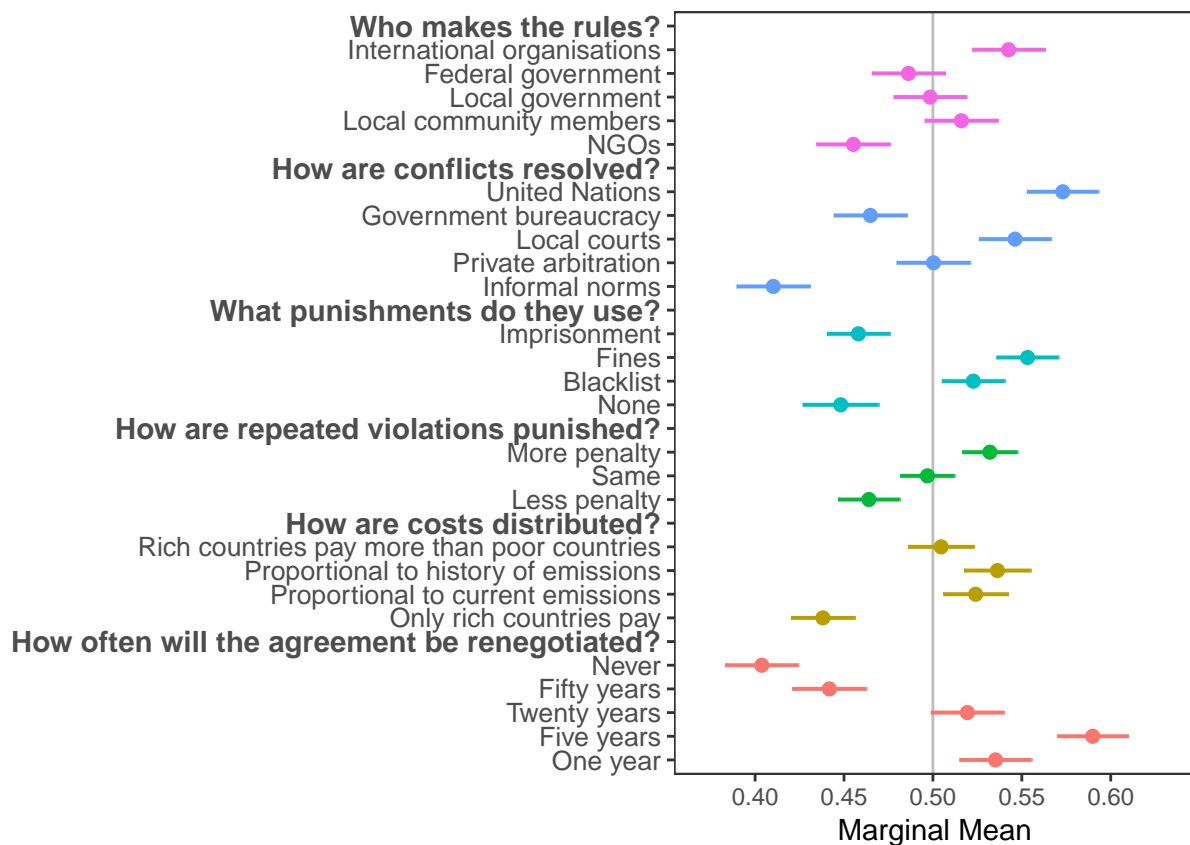 Who makes the rules?
International organisations
Federal government
Local government
Local community members
NGOs
How are conflicts resolved?
United Nations
Government bureaucracy
Local courts
Private arbitration
Informal norms
What punishments do they use?
Imprisonment
Fines
Blacklist
None
How are repeated violations punished?
More penalty
Same
Less penalty
How are costs distributed?
Rich countries pay more than poor countries
Proportional to history of emissions
Proportional to current emissions
Only rich countries pay
How often will the agreement be renegotiated?
Never
Fifty years
Twenty years
Five years
One year
0.40 0.45 0.50 0.55 0.60
Marginal Mean